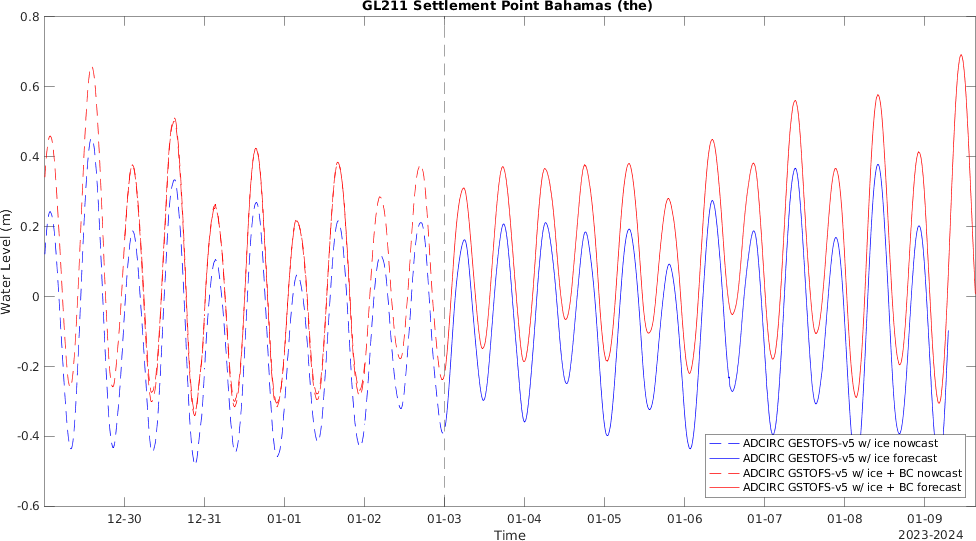 GL211 Settlement Point Bahamas (the)
0.8
0.6
0.4
0.2
0
-0.2
-0.4
-0.6
Water Level (m)
ADCIRC GESTOFS-v5 w/ ice nowcast
ADCIRC GESTOFS-v5 w/ ice forecast
ADCIRC GSTOFS-v5 w/ ice + BC nowcast
ADCIRC GSTOFS-v5 w/ ice + BC forecast
12-30 12-31 01-01 01-02 01-03 01-04 01-05 01-06 01-07 01-08 01-09
Time
2023-2024